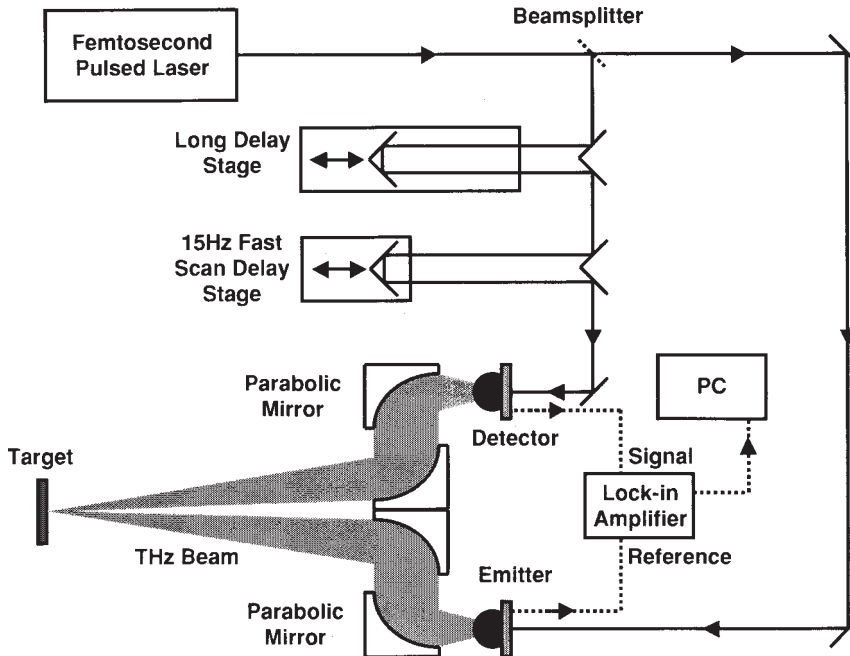 Beamsplitter
Femtosecond
Pulsed Laser
Long Delay
Stage
15Hz Fast
Scan Delay
Stage
Parabolic
Mirror
PC
Detector
Target
Signal
Lock-in
Amplifier
THz Beam
Reference
Emitter
Parabolic
Mirror